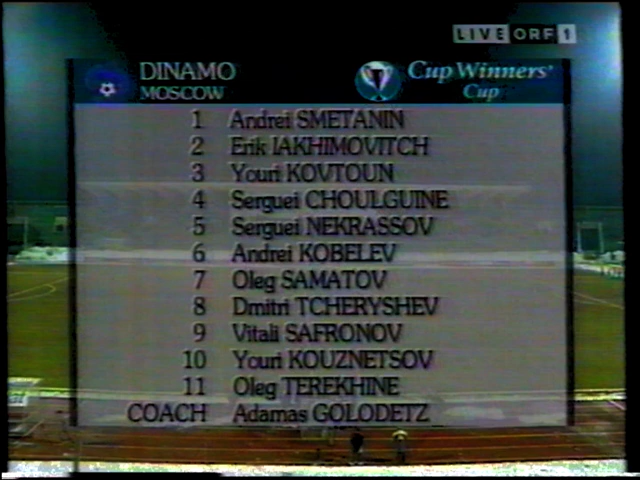 LIVE ORF 1
DINAMO
MOSCOW
Cup Winners'
Cup
1 Andrei SMETANIN
2 Erik IAKHIMOVITCH
3 Youri KOVTOUN
4 Serguei CHOULGUINE
5 Serguei NEKRASSOV
6 Andrei KOBELEV
7 Oleg SAMATOV
8 Dmitri TCHERYSHEV
9 Vitali SAFRONOV
10 Youri KOUZNETSOV
11 Oleg TEREKHINE
COACH Adamas GOLODETZ